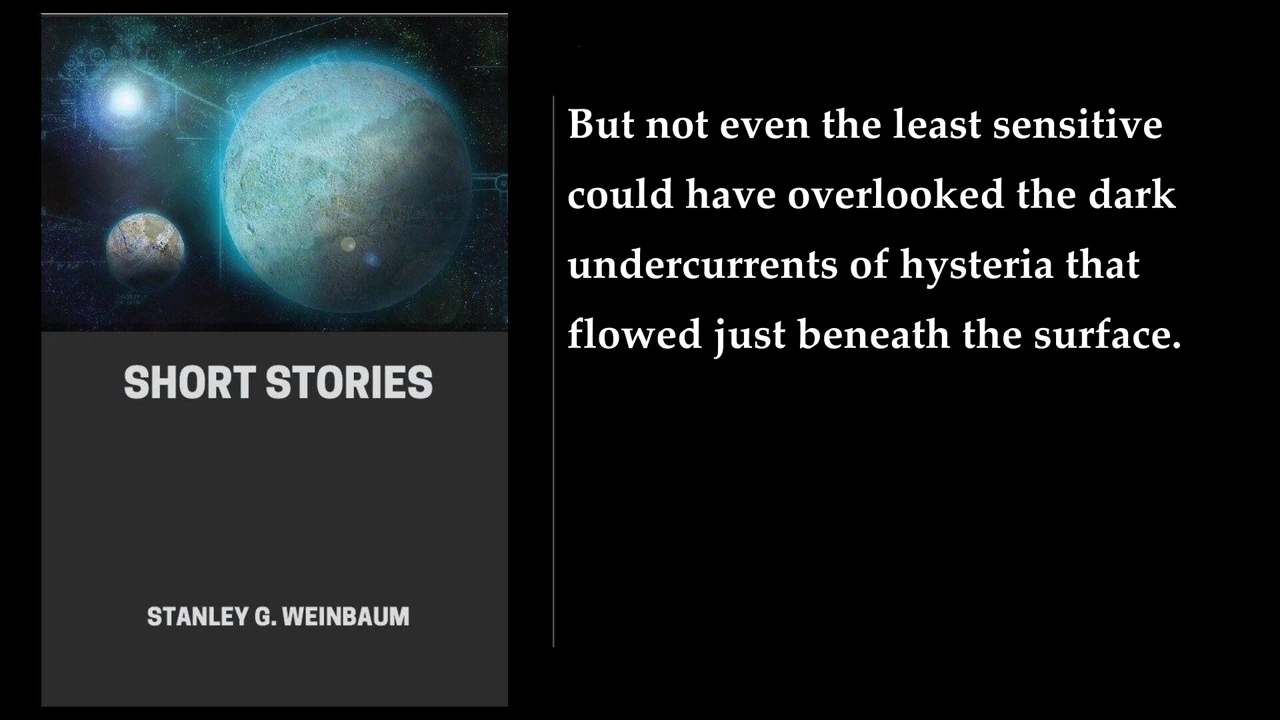 SHORT STORIES
STANLEY G. WEINBAUM
But not even the least sensitive
could have overlooked the dark
undercurrents of hysteria that
flowed just beneath the surface.